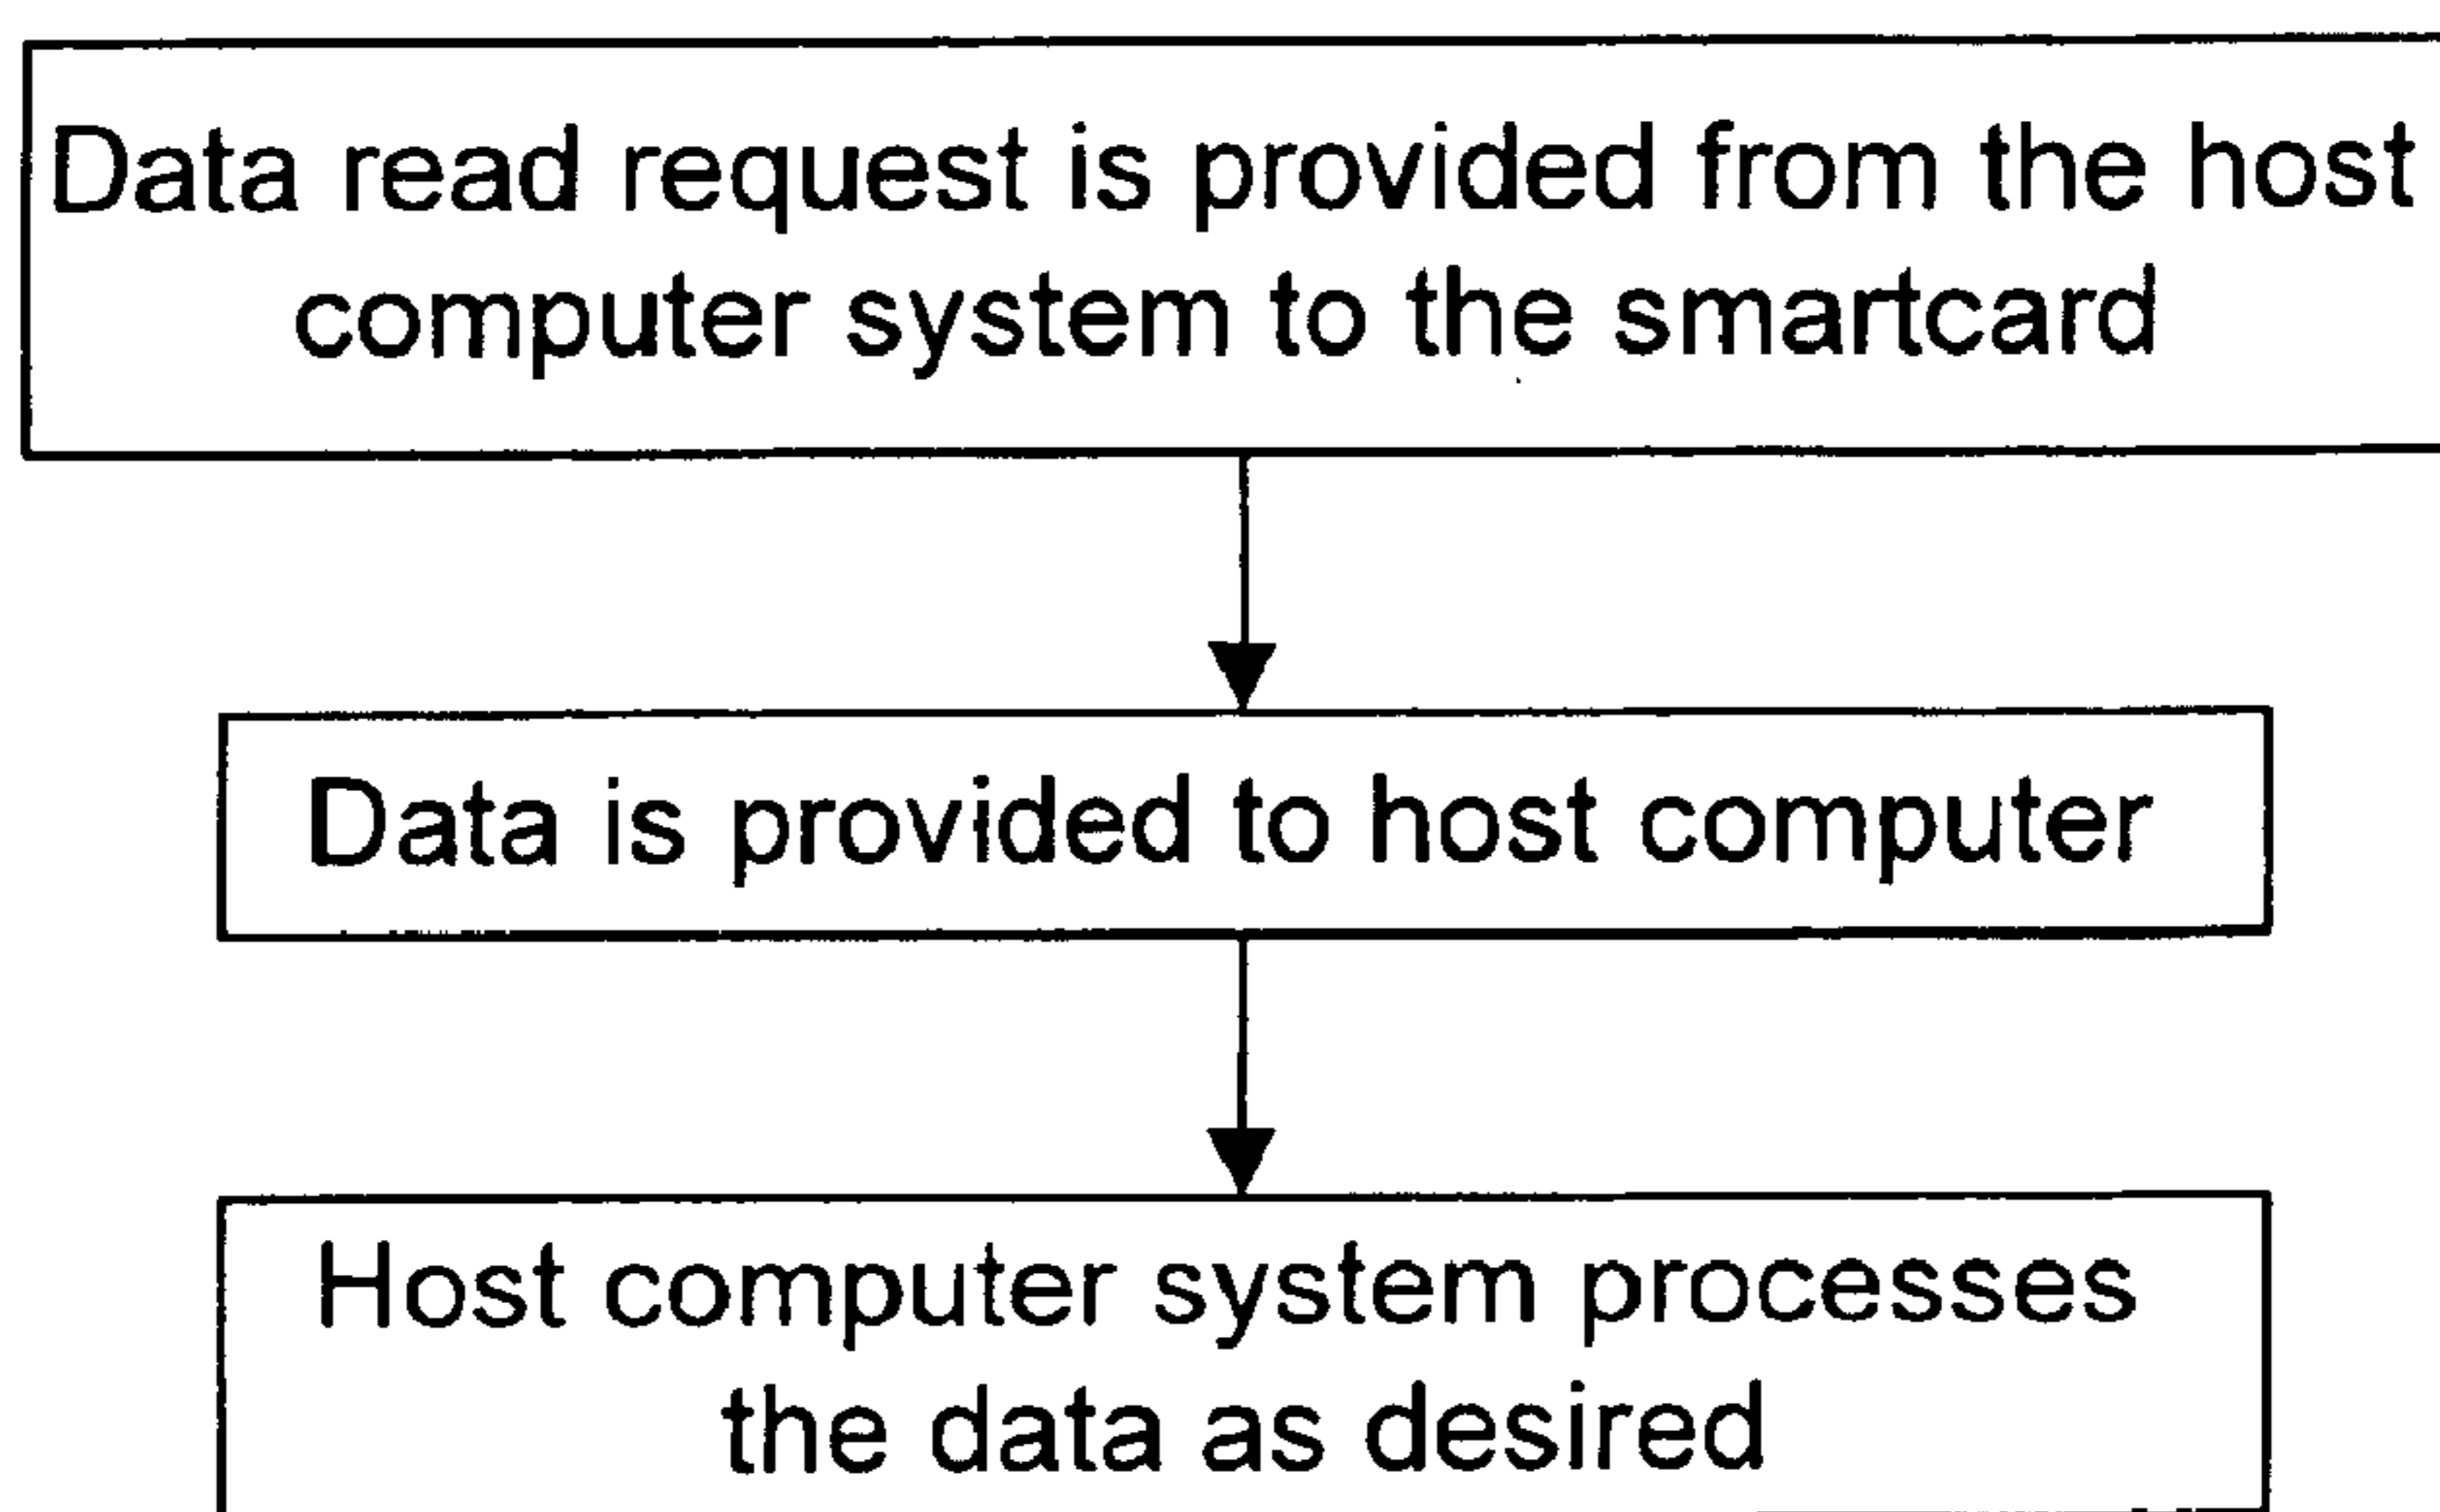 Data read request is provided from the host
computer system to the smartcard
Data is provided to host computer
Host computer system processes
the data as desired